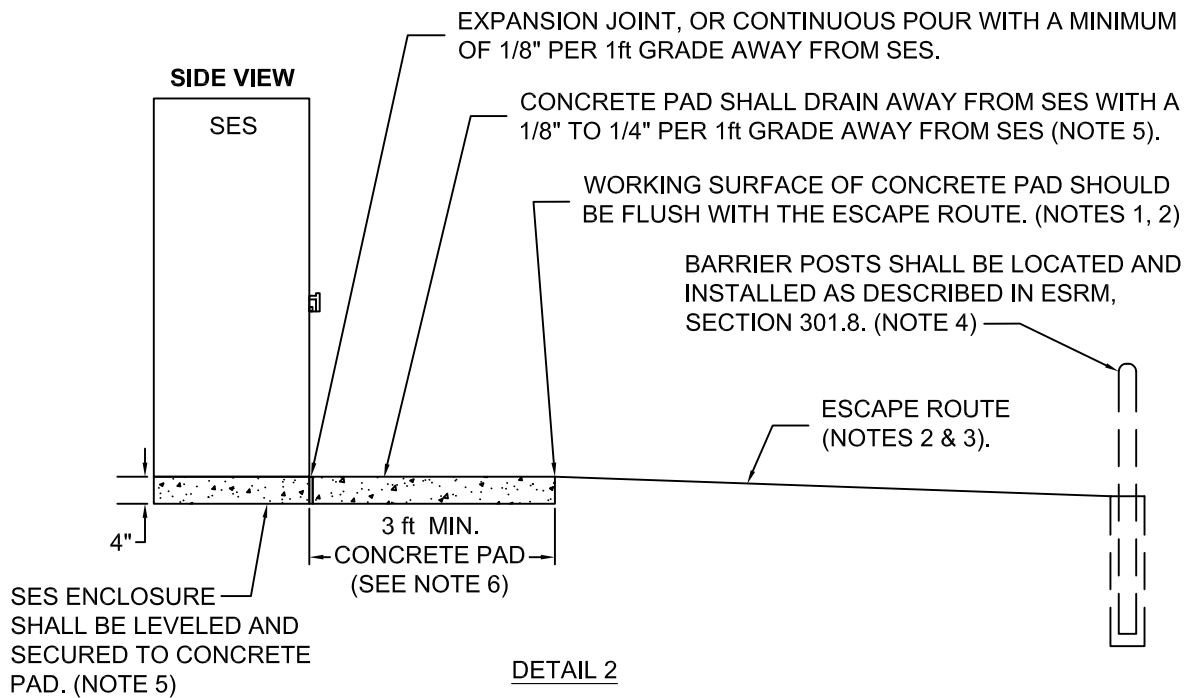 EXPANSION JOINT, OR CONTINUOUS POUR WITH A MINIMUM
OF 1/8" PER 1ft GRADE AWAY FROM SES.
SIDE VIEW
SES
CONCRETE PAD SHALL DRAIN AWAY FROM SES WITH A
1/8" TO 1/4" PER 1ft GRADE AWAY FROM SES (NOTE 5).
WORKING SURFACE OF CONCRETE PAD SHOULD
BE FLUSH WITH THE ESCAPE ROUTE. (NOTES 1, 2)
BARRIER POSTS SHALL BE LOCATED AND
INSTALLED AS DESCRIBED IN ESRM,
SECTION 301.8. (NOTE 4)
ESCAPE ROUTE
(NOTES 2 & 3).
4"
3 ft MIN.
CONCRETE PAD
(SEE NOTE 6)
SES ENCLOSURE
SHALL BE LEVELED AND
SECURED TO CONCRETE
PAD. (NOTE 5)
DETAIL 2